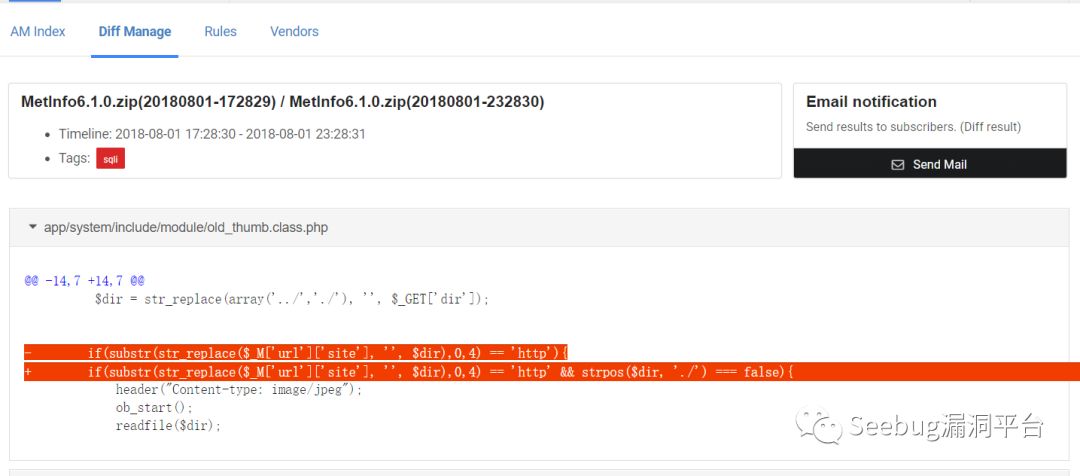 AM Index Diff Manage Rules Vendors
MetInfo6.1.0.zip(20180801-172829) / MetInfo6.1.0.zip(20180801-232830)
Timeline: 2018-08-01 17:28:30 - 2018-08-01 23:28:31
Tags: sqli
Email notification
Send results to subscribers. (Diff result)
Send Mail
app/system/include/module/old_thumb.class.php
@@ -14,7 +14,7 @@
$dir = str_replace(array('../','./'), '', $_GET['dir']);
- if(substr(str_replace($_M['url']['site'], '', $dir),0,4) == 'http'){
+ if(substr(str_replace($_M['url']['site'], '', $dir),0,4) == 'http' && strpos($dir, './') === false){
header("Content-type: image/jpeg");
ob_start();
readfile($dir);
Seebug漏洞平台